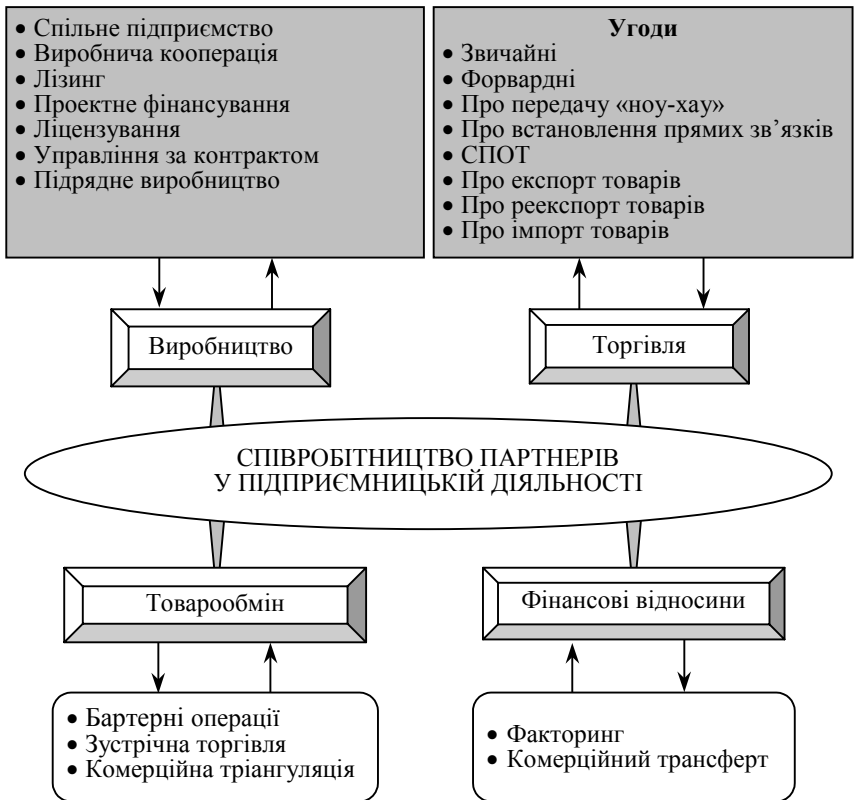 • Спільне підприємство
• Виробнича кооперація
• Лізинг
• Проектне фінансування
• Ліцензування
• Управління за контрактом
• Підрядне виробництво
Угоди
• Звичайні
• Форвардні
• Про передачу «ноу-хау»
• Про встановлення прямих зв’язків
• СПОТ
• Про експорт товарів
• Про реекспорт товарів
• Про імпорт товарів
Виробництво
Торгівля
СПІВРОБІТНИЦТВО ПАРТНЕРІВ
У ПІДПРИЄМНИЦЬКІЙ ДІЯЛЬНОСТІ
Товарообмін
Фінансові відносини
• Бартерні операції
• Зустрічна торгівля
• Комерційна тріангуляція
• Факторинг
• Комерційний трансферт